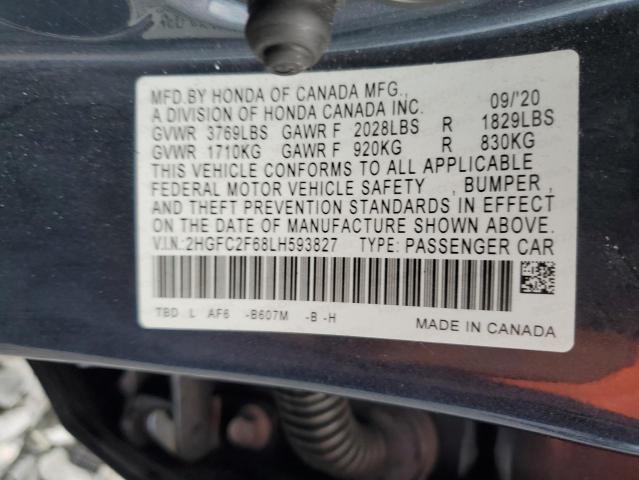 MFD.BY HONDA OF CANADA MFG., 09/'20
A DIVISION OF HONDA CANADA INC.
GVWR 3769LBS GAWR F 2028LBS R 1829LBS
GVWR 1710KG GAWR F 920KG R 830KG
THIS VEHICLE CONFORMS TO ALL APPLICABLE
FEDERAL MOTOR VEHICLE SAFETY , BUMPER ,
AND THEFT PREVENTION STANDARDS IN EFFECT
ON THE DATE OF MANUFACTURE SHOWN ABOVE.
V.I.N.:2HGFC2F68LH593827 TYPE: PASSENGER CAR
TBD L AF6 -B607M -B -H
MADE IN CANADA